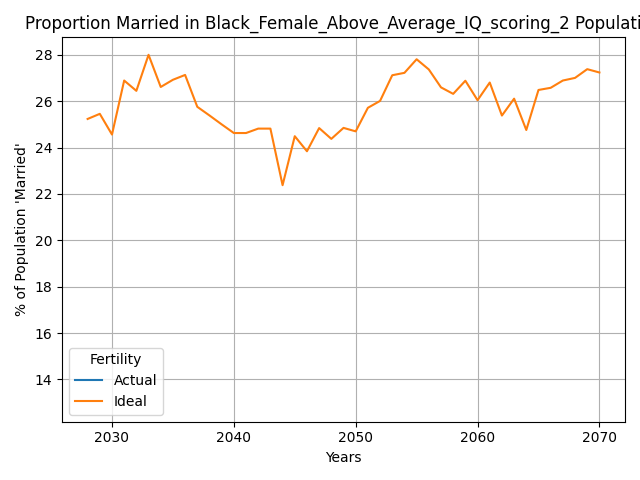 Proportion Married in Black_Female_Above_Average_IQ_scoring_2 Populati
28
26
24
22
20
18
16
14
% of Population 'Married'
Fertility
Actual
Ideal
2030 2040 2050 2060 2070
Years